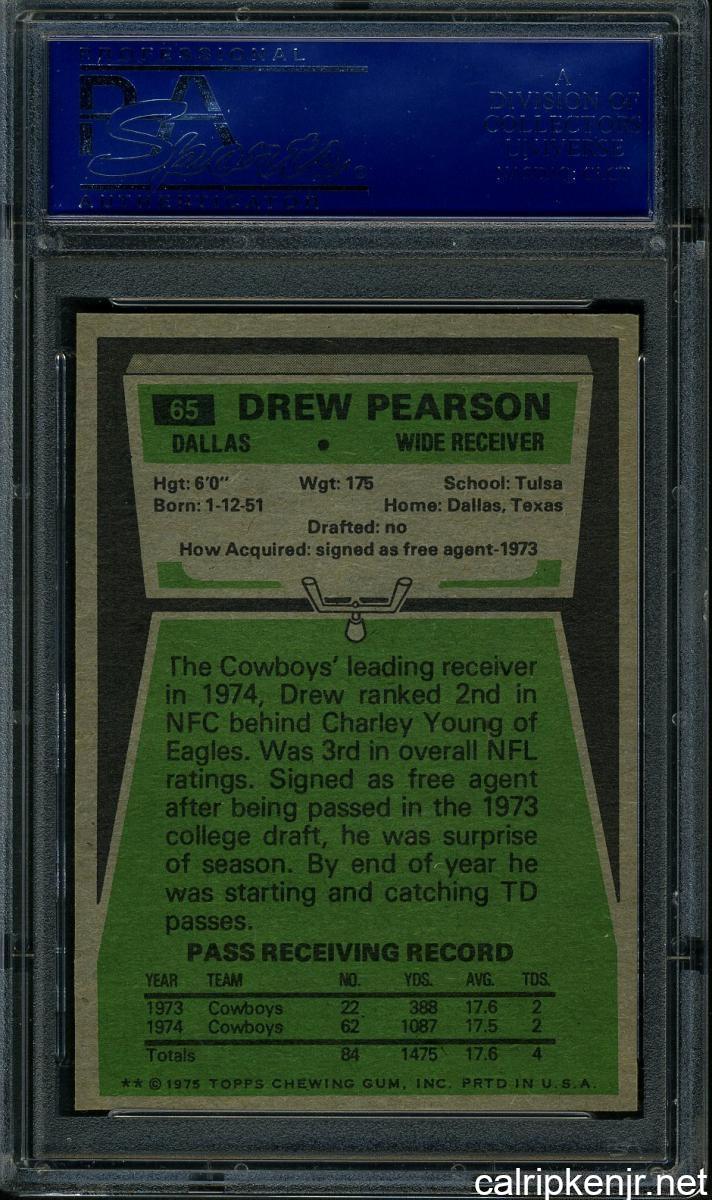 PROFESSIONAL
PSA
Sports®
AUTHENTICATOR
A
DIVISION OF
COLLECTORS
UNIVERSE
NASDAQ: CLCT
65 DREW PEARSON
DALLAS • WIDE RECEIVER
Hgt: 6'0" Wgt: 175 School: Tulsa
Born: 1-12-51 Home: Dallas, Texas
Drafted: no
How Acquired: signed as free agent-1973
The Cowboys' leading receiver
in 1974, Drew ranked 2nd in
NFC behind Charley Young of
Eagles. Was 3rd in overall NFL
ratings. Signed as free agent
after being passed in the 1973
college draft, he was surprise
of season. By end of year he
was starting and catching TD
passes.
PASS RECEIVING RECORD
YEAR TEAM NO. YDS. AVG. TDS.
1973 Cowboys 22 388 17.6 2
1974 Cowboys 62 1087 17.5 2
Totals 84 1475 17.6 4
** © 1975 TOPPS CHEWING GUM, INC. PRTD IN U.S.A.
calripkenjr.net